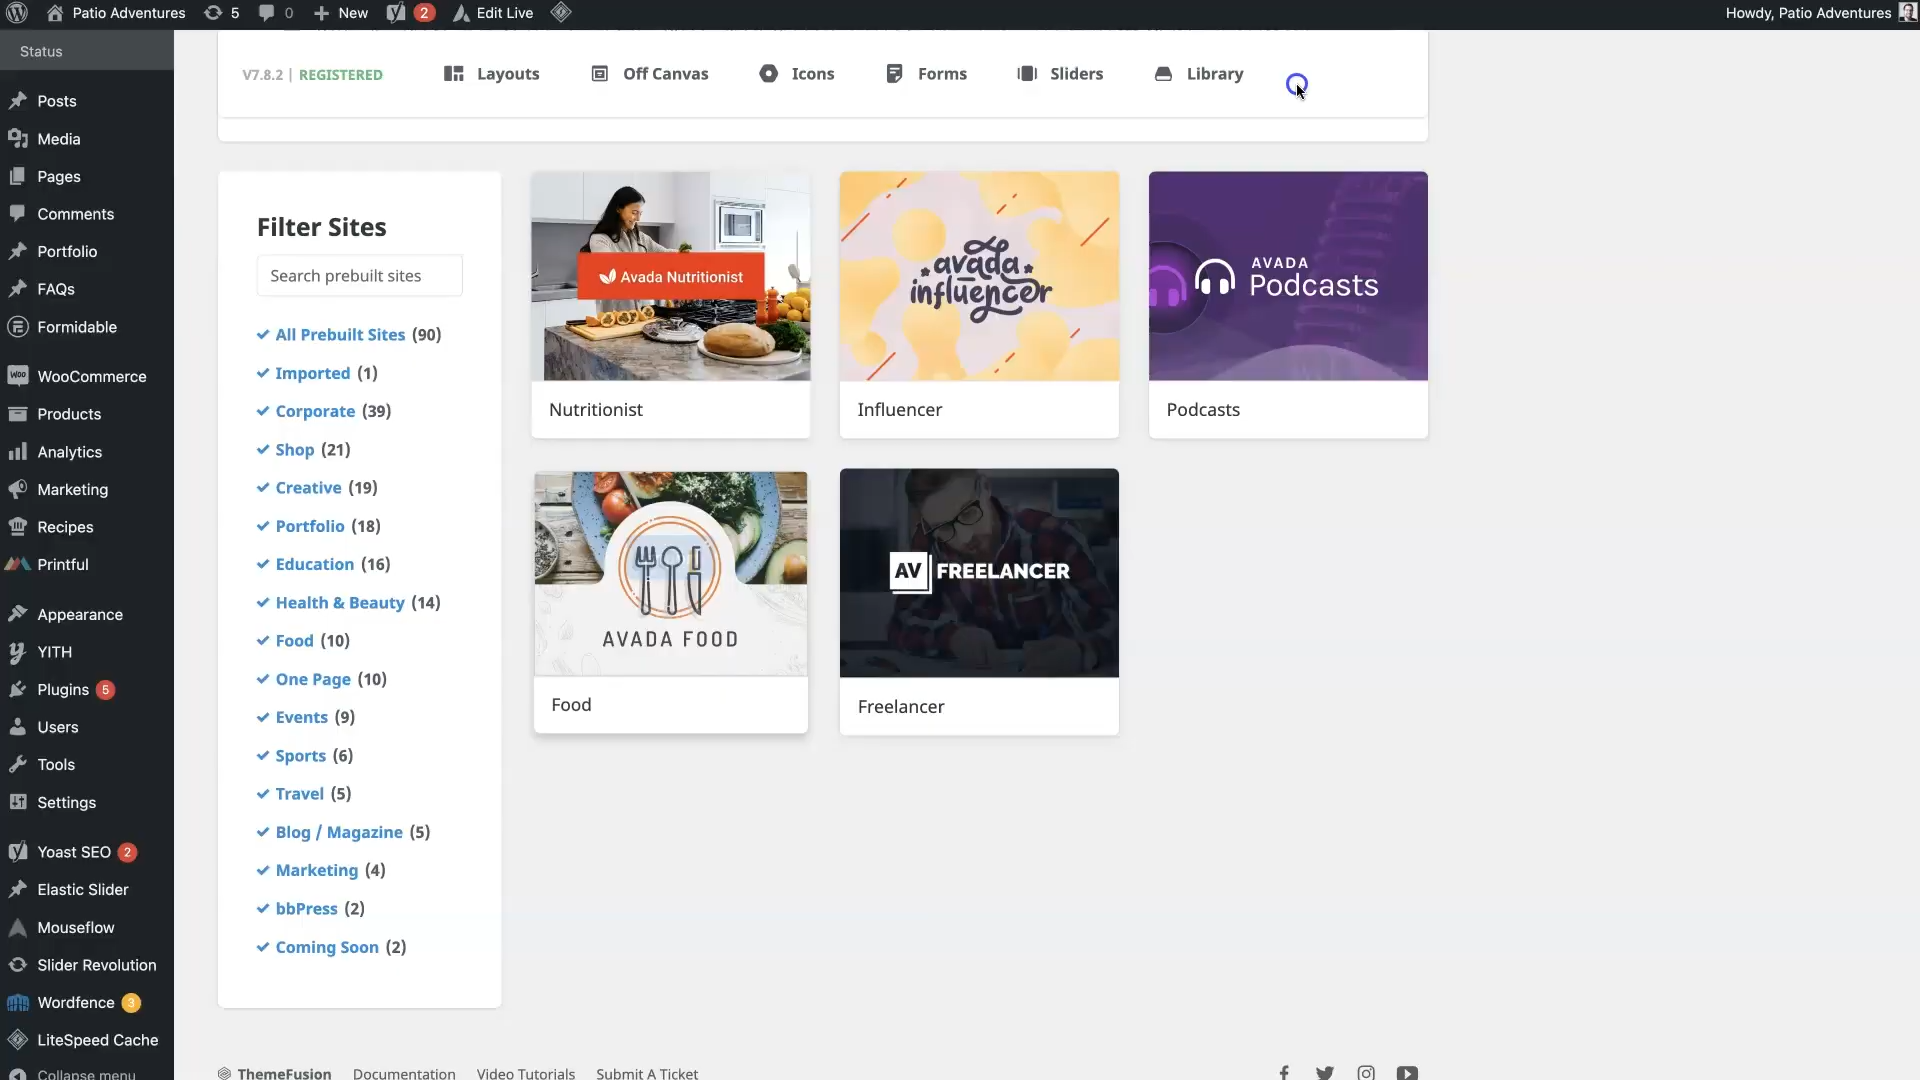 Patio Adventures
5
0
New
2
Edit Live
Howdy, Patio Adventures
Status
Posts
Media
Pages
Comments
Portfolio
FAQs
Formidable
Woo
WooCommerce
Products
Analytics
Marketing
Recipes
Printful
Appearance
YITH
Plugins 5
Users
Tools
Settings
Yoast SEO 2
Elastic Slider
Mouseflow
Slider Revolution
Wordfence 3
LiteSpeed Cache
Collapse menu
V7.8.2 | REGISTERED
Layouts
Off Canvas
Icons
Forms
Sliders
Library
Filter Sites
Search prebuilt sites
All Prebuilt Sites (90)
Imported (1)
Corporate (39)
Shop (21)
Creative (19)
Portfolio (18)
Education (16)
Health & Beauty (14)
Food (10)
One Page (10)
Events (9)
Sports (6)
Travel (5)
Blog / Magazine (5)
Marketing (4)
bbPress (2)
Coming Soon (2)
Avada Nutritionist
Nutritionist
avada
influencer
Influencer
AVADA
Podcasts
Podcasts
AVADA FOOD
Food
AV FREELANCER
Freelancer
ThemeFusion
Documentation
Video Tutorials
Submit A Ticket